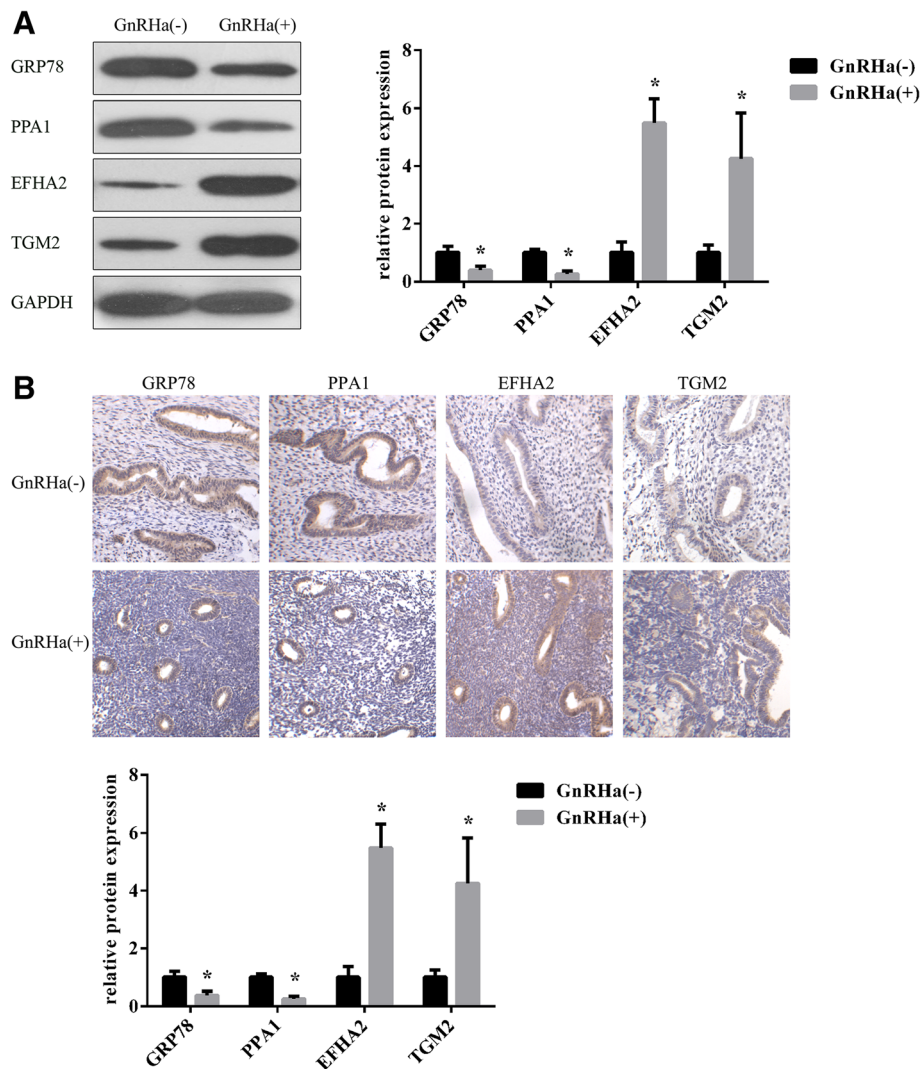 A
GnRHa(-) GnRHa(+)
GRP78
PPA1
EFHA2
TGM2
GAPDH
relative protein expression
8
6
4
2
0
*
*
*
*
GRP78
PPA1
EFHA2
TGM2
GnRHa(-)
GnRHa(+)
B
GRP78 PPA1 EFHA2 TGM2
GnRHa(-)
GnRHa(+)
relative protein expression
8
6
4
2
0
*
*
*
*
GRP78
PPA1
EFHA2
TGM2
GnRHa(-)
GnRHa(+)